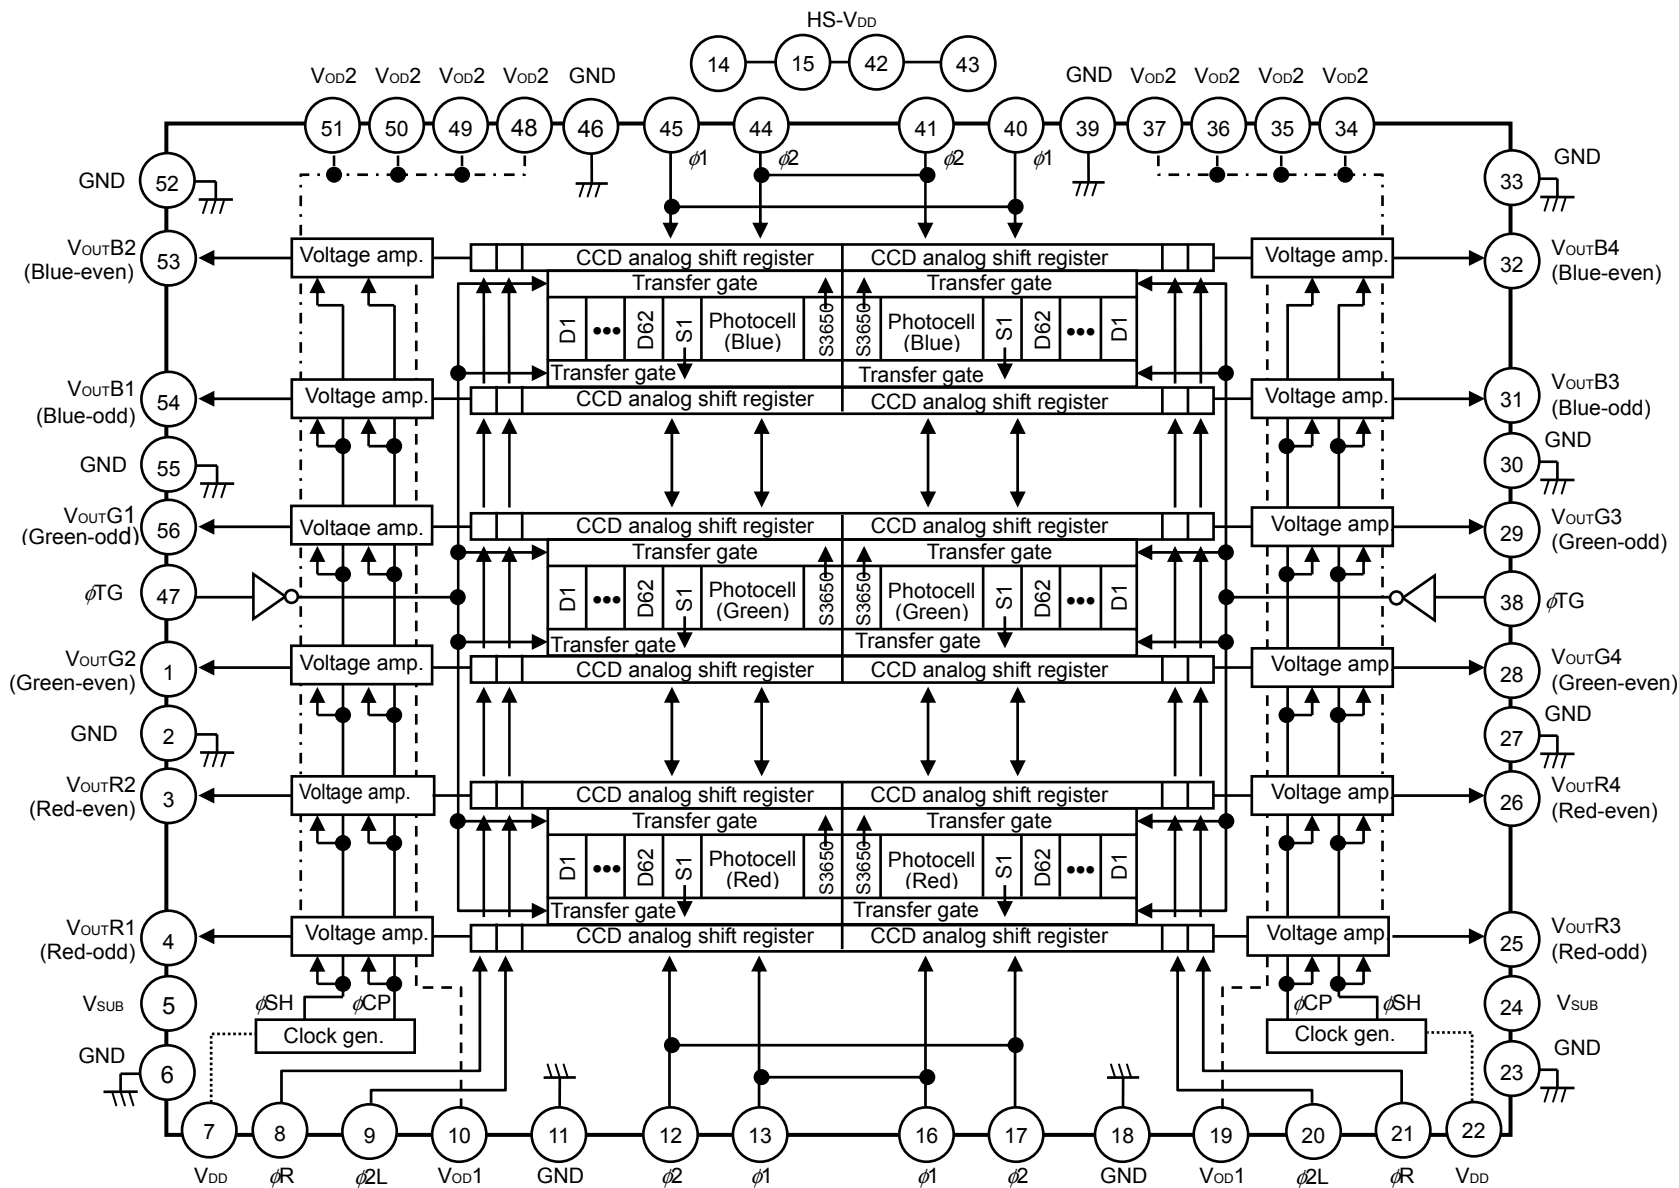 HS-VDD
14 15 42 43
VOD2 VOD2 VOD2 VOD2 GND GND VOD2 VOD2 VOD2 VOD2
51 50 49 48 46 45 44 41 40 39 37 36 35 34
ϕ1 ϕ2 ϕ2 ϕ1
GND 52 33 GND
VOUTB2 53 Voltage amp. CCD analog shift register CCD analog shift register Voltage amp. 32 VOUTB4
(Blue-even) (Blue-even)
Transfer gate Transfer gate
D1 ••• D62 S1 Photocell S3650 S3650 Photocell S1 D62 ••• D1
(Blue) (Blue)
Transfer gate Transfer gate
VOUTB1 54 Voltage amp. CCD analog shift register CCD analog shift register Voltage amp. 31 VOUTB3
(Blue-odd) (Blue-odd)
GND 55 30 GND
VOUTG1 56 Voltage amp. CCD analog shift register CCD analog shift register Voltage amp. 29 VOUTG3
(Green-odd) (Green-odd)
Transfer gate Transfer gate
ϕTG 47 D1 ••• D62 S1 Photocell S3650 S3650 Photocell S1 D62 ••• D1 38 ϕTG
(Green) (Green)
Transfer gate Transfer gate
VOUTG2 1 Voltage amp. CCD analog shift register CCD analog shift register Voltage amp. 28 VOUTG4
(Green-even) (Green-even)
GND 2 27 GND
VOUTR2 3 Voltage amp. CCD analog shift register CCD analog shift register Voltage amp. 26 VOUTR4
(Red-even) (Red-even)
Transfer gate Transfer gate
D1 ••• D62 S1 Photocell S3650 S3650 Photocell S1 D62 ••• D1
(Red) (Red)
Transfer gate Transfer gate
VOUTR1 4 Voltage amp. CCD analog shift register CCD analog shift register Voltage amp. 25 VOUTR3
(Red-odd) (Red-odd)
VSUB 5 ϕSH ϕCP ϕCP ϕSH 24 VSUB
Clock gen. Clock gen.
GND 6 23 GND
7 8 9 10 11 12 13 16 17 18 19 20 21 22
VDD ϕR ϕ2L VOD1 GND ϕ2 ϕ1 ϕ1 ϕ2 GND VOD1 ϕ2L ϕR VDD